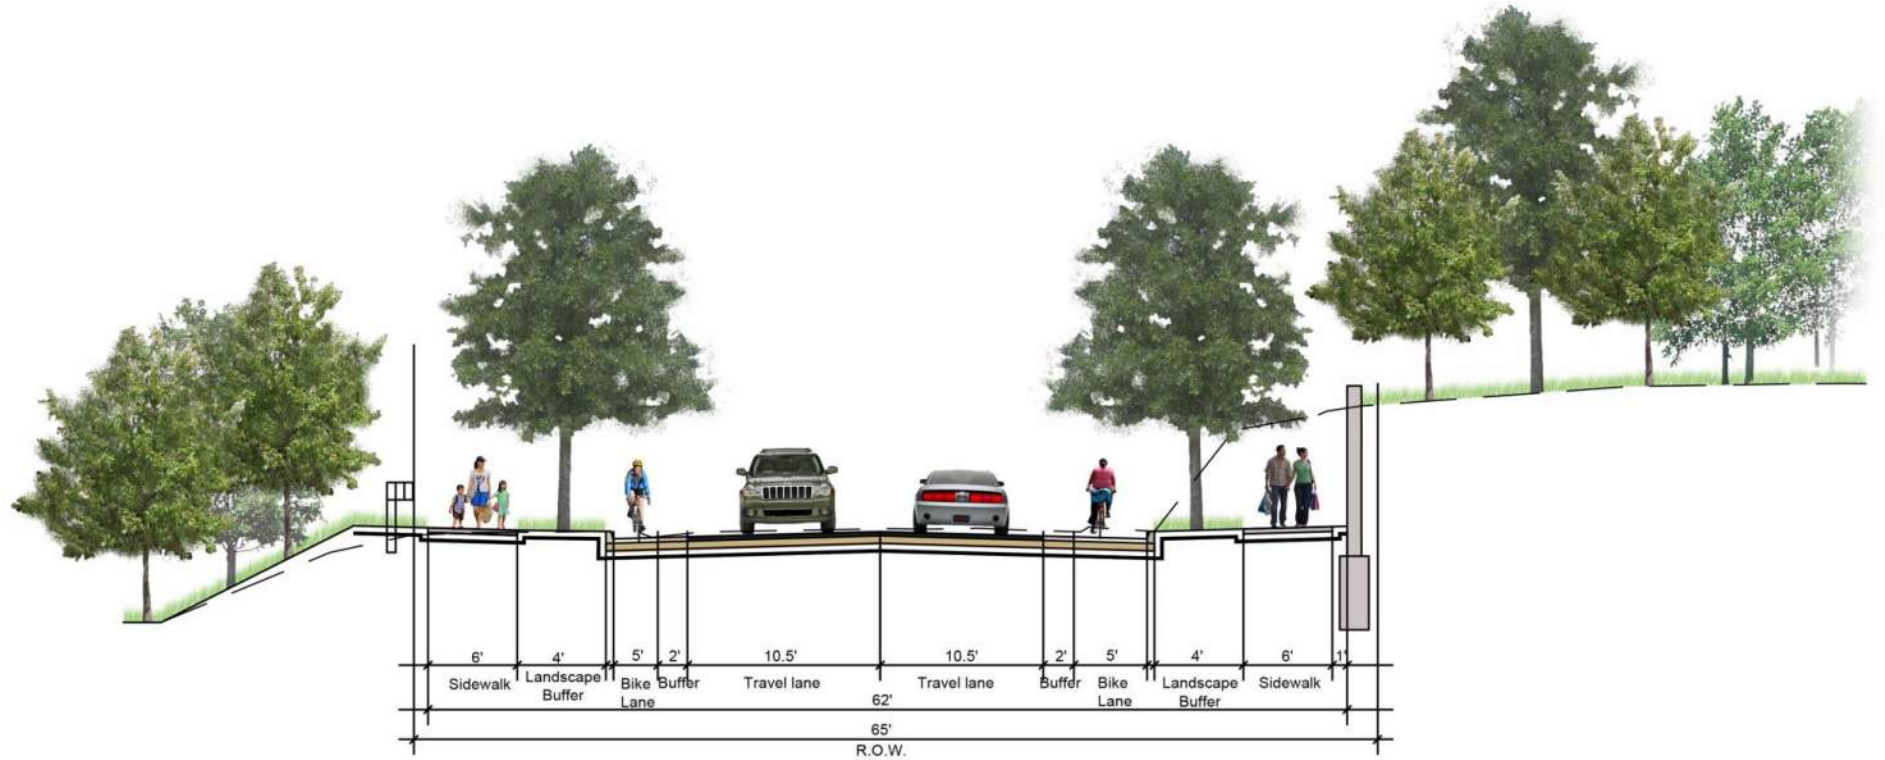 6' 4' 5' 2' 10.5' 10.5' 2' 5' 4' 6' 1'
Sidewalk Landscape Buffer Bike Lane Buffer Travel lane Travel lane Buffer Bike Lane Landscape Buffer Sidewalk
62'
65'
R.O.W.